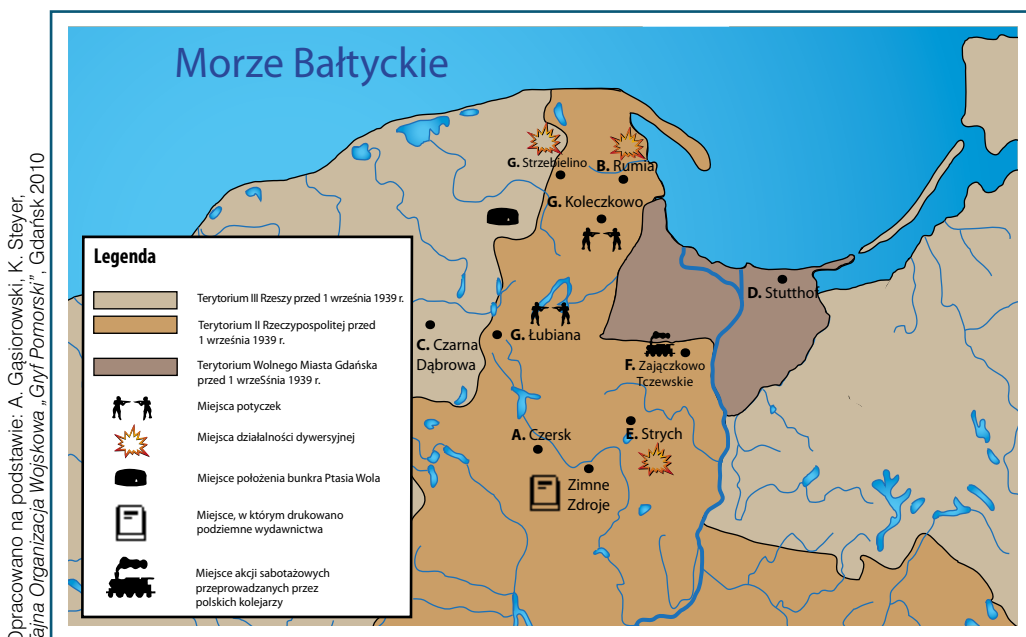 Opracowano na podstawie: A. Gąsiorowski, K. Steyer,
Tajna Organizacja Wojskowa „Gryf Pomorski”, Gdańsk 2010
Morze Bałtyckie
G. Strzebielino
B. Rumia
G. Koleczkowo
D. Stutthof
G. Łubiana
C. Czarna
Dąbrowa
F. Zajączkowo
Tczewskie
A. Czersk
E. Strych
Zimne
Zdroje
Legenda
Terytorium III Rzeszy przed 1 września 1939 r.
Terytorium II Rzeczypospolitej przed
1 września 1939 r.
Terytorium Wolnego Miasta Gdańska
przed 1 wrzeSśnia 1939 r.
Miejsca potyczek
Miejsca działalności dywersyjnej
Miejsce położenia bunkra Ptasia Wola
Miejsce, w którym drukowano
podziemne wydawnictwa
Miejsce akcji sabotażowych
przeprowadzanych przez
polskich kolejarzy